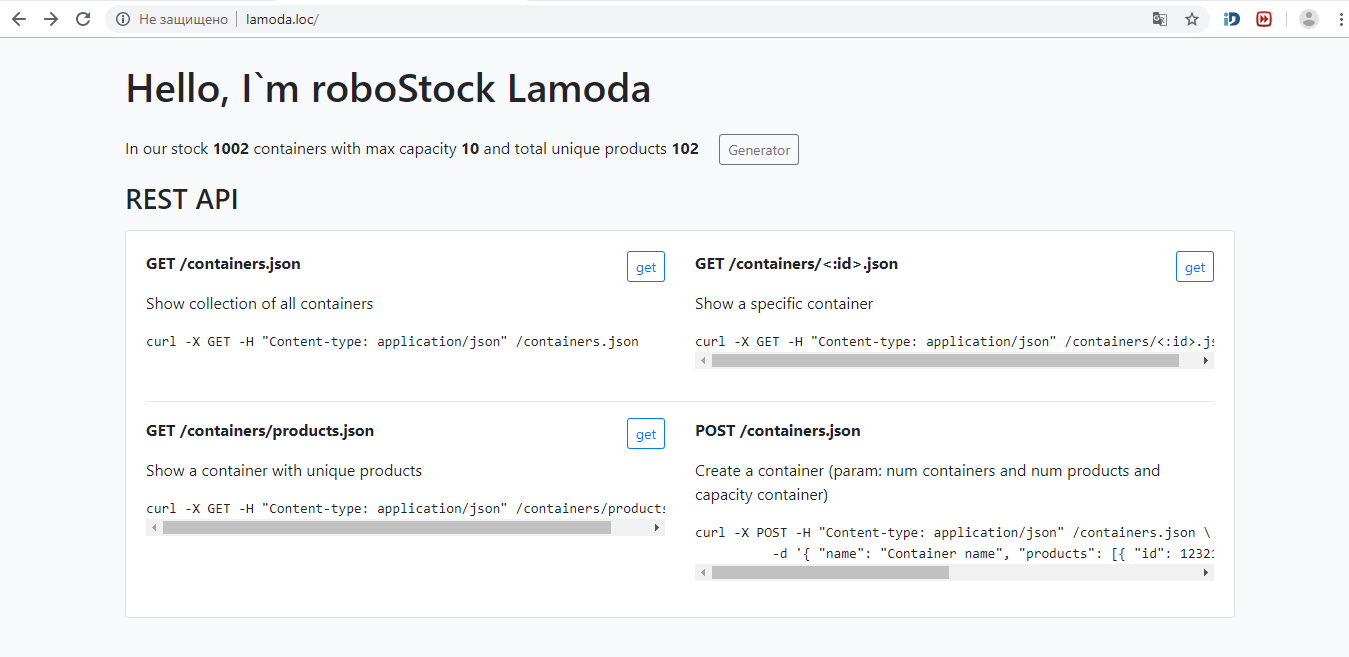 Не защищено | lamoda.loc/
Hello, I`m roboStock Lamoda
In our stock 1002 containers with max capacity 10 and total unique products 102
Generator
REST API
GET /containers.json
get
Show collection of all containers
curl -X GET -H "Content-type: application/json" /containers.json
GET /containers/<:id>.json
get
Show a specific container
curl -X GET -H "Content-type: application/json" /containers/<:id>.js
GET /containers/products.json
get
Show a container with unique products
curl -X GET -H "Content-type: application/json" /containers/products
POST /containers.json
Create a container (param: num containers and num products and
capacity container)
curl -X POST -H "Content-type: application/json" /containers.json \
-d '{ "name": "Container name", "products": [{ "id": 12321